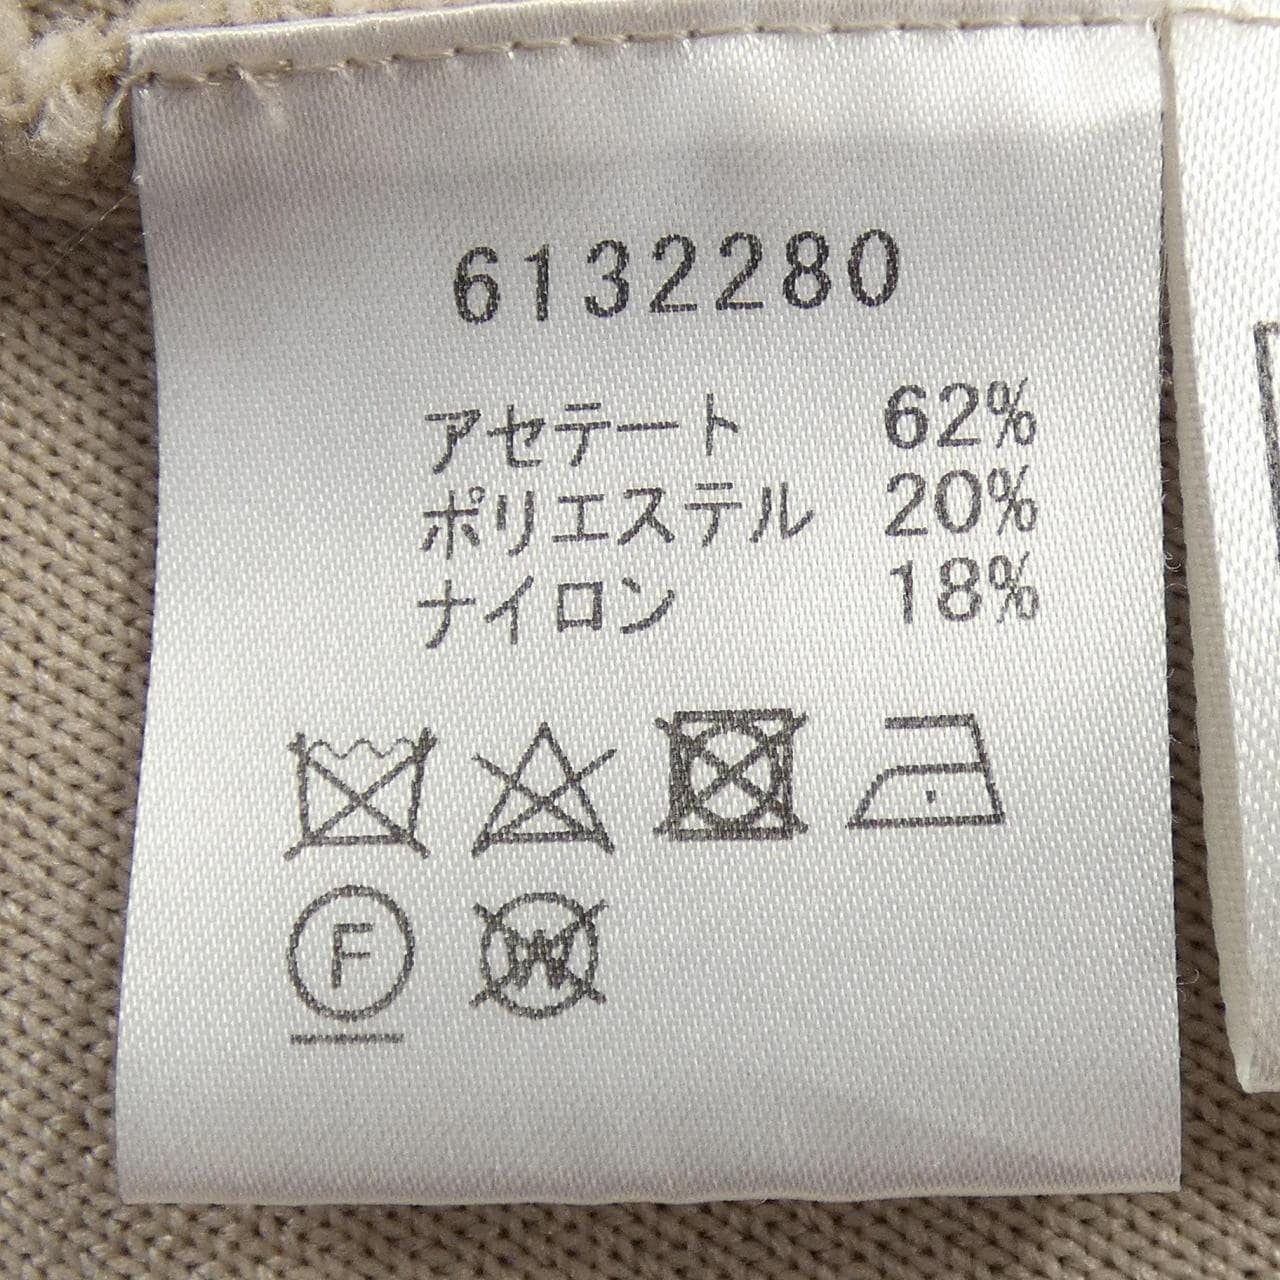 6132280
アセテート 62%
ポリエステル 20%
ナイロン 18%
F
W